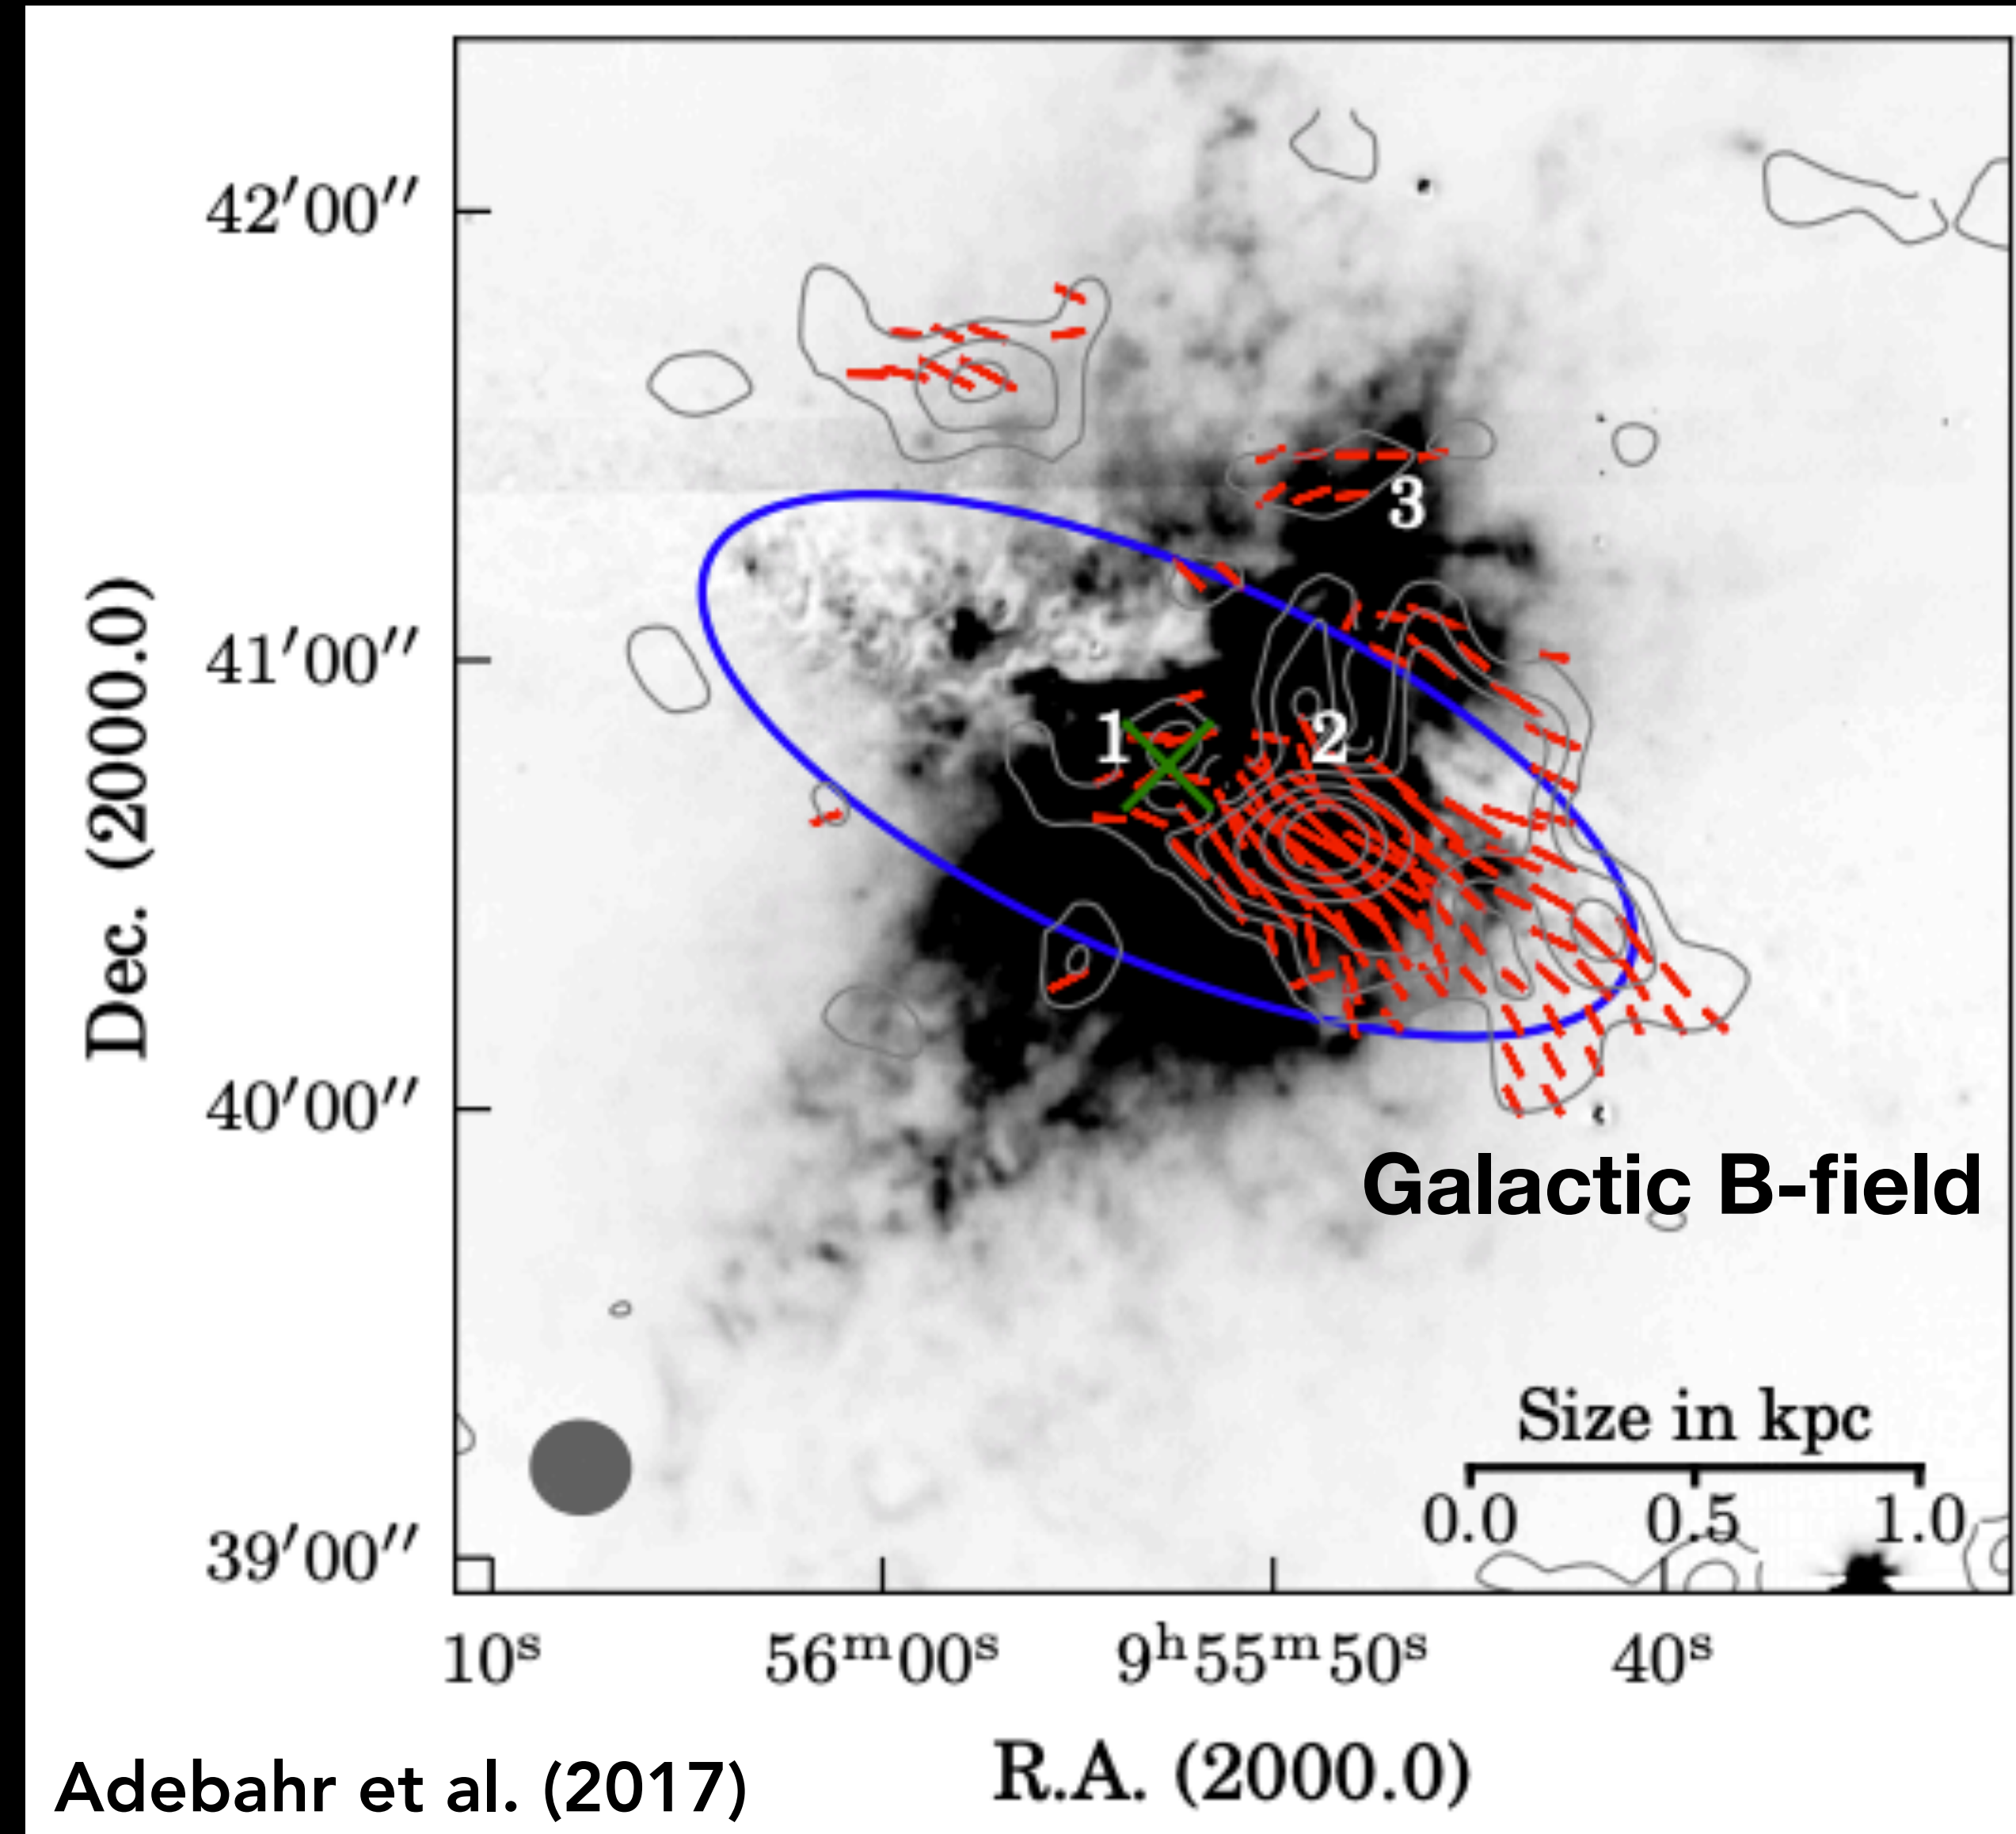 42′00″
3
41′00″
1
2
Dec. (2000.0)
40′00″
Galactic B-field
Size in kpc
0.0 0.5 1.0
39′00″
10ˢ 56ᵐ00ˢ 9ʰ55ᵐ50ˢ 40ˢ
R.A. (2000.0)
Adebahr et al. (2017)